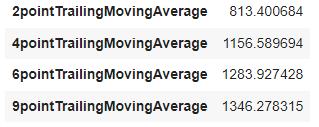 2pointTrailingMovingAverage 813.400684
4pointTrailingMovingAverage 1156.589694
6pointTrailingMovingAverage 1283.927428
9pointTrailingMovingAverage 1346.278315